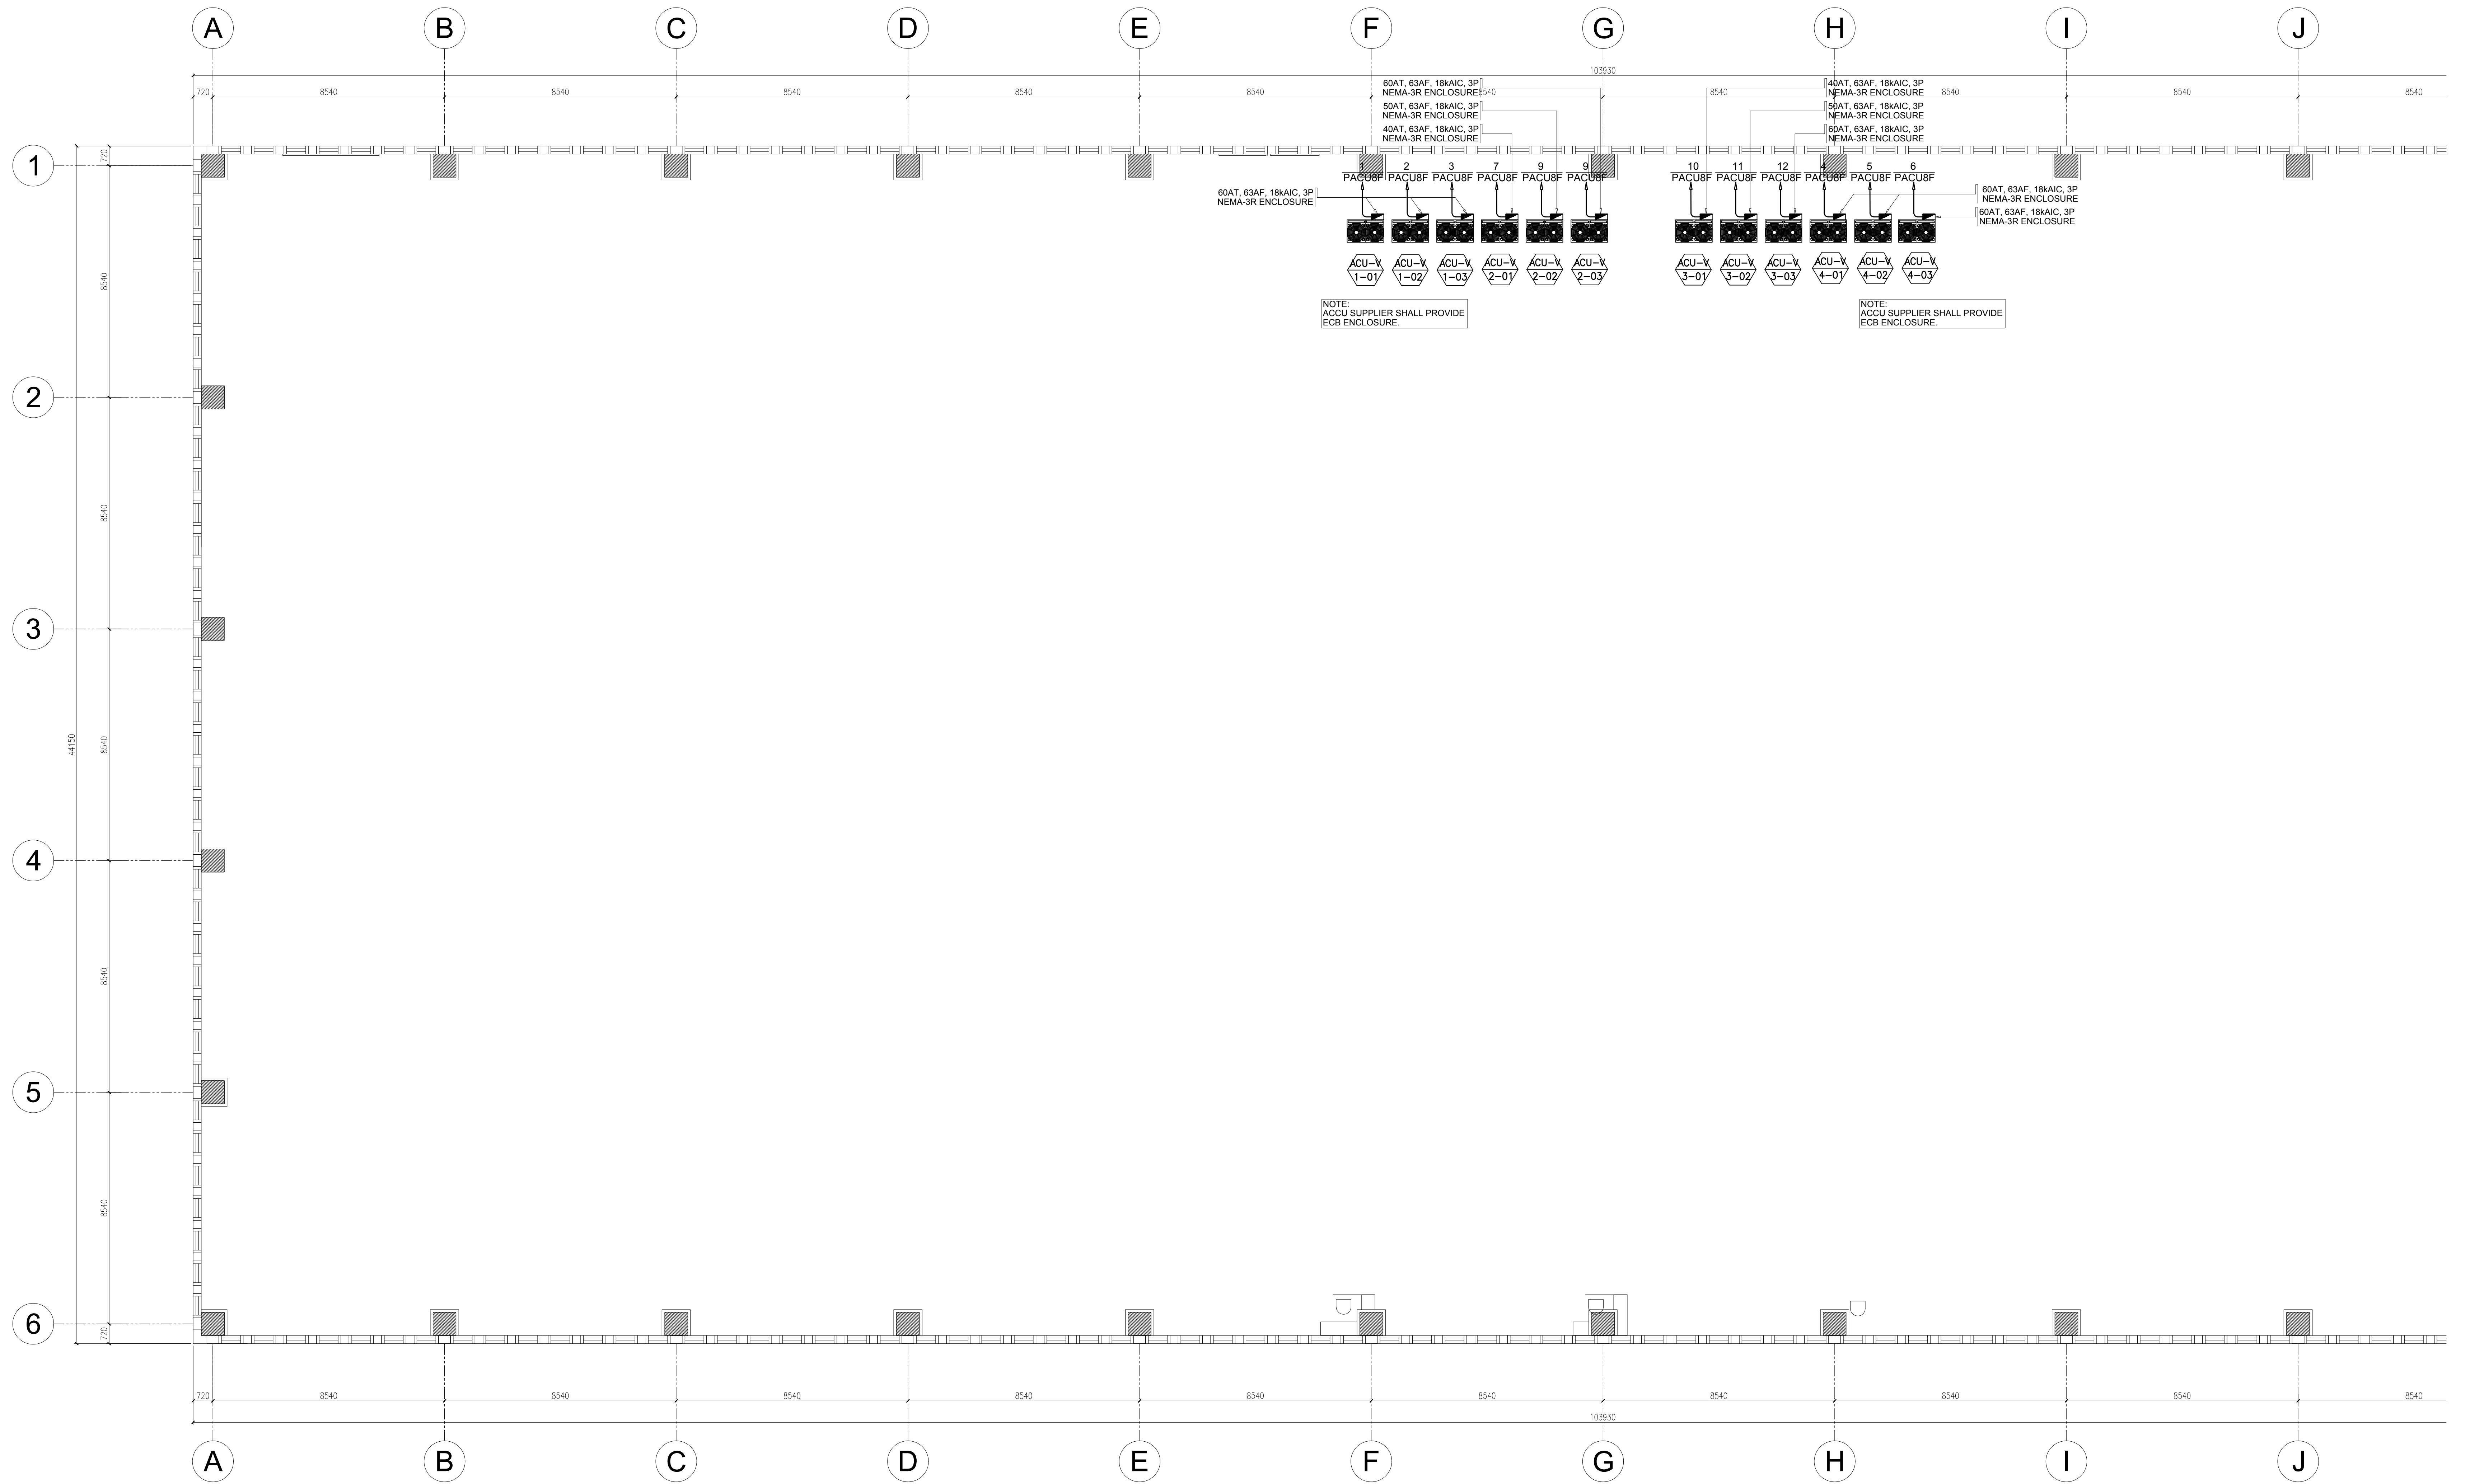 A B C D E F G H I J
103930
720 8540 8540 8540 8540 8540 8540 8540 8540 8540 8540
60AT, 63AF, 18kAIC, 3P
NEMA-3R ENCLOSURE
50AT, 63AF, 18kAIC, 3P
NEMA-3R ENCLOSURE
40AT, 63AF, 18kAIC, 3P
NEMA-3R ENCLOSURE
40AT, 63AF, 18kAIC, 3P
NEMA-3R ENCLOSURE
50AT, 63AF, 18kAIC, 3P
NEMA-3R ENCLOSURE
60AT, 63AF, 18kAIC, 3P
NEMA-3R ENCLOSURE
1 2 3 7 9 9 10 11 12 4 5 6
PACU8F PACU8F PACU8F PACU8F PACU8F PACU8F PACU8F PACU8F PACU8F PACU8F PACU8F PACU8F
60AT, 63AF, 18kAIC, 3P
NEMA-3R ENCLOSURE
60AT, 63AF, 18kAIC, 3P
NEMA-3R ENCLOSURE
60AT, 63AF, 18kAIC, 3P
NEMA-3R ENCLOSURE
ACU-V ACU-V ACU-V ACU-V ACU-V ACU-V ACU-V ACU-V ACU-V ACU-V ACU-V ACU-V
1-01 1-02 1-03 2-01 2-02 2-03 3-01 3-02 3-03 4-01 4-02 4-03
NOTE:
ACCU SUPPLIER SHALL PROVIDE
ECB ENCLOSURE.
NOTE:
ACCU SUPPLIER SHALL PROVIDE
ECB ENCLOSURE.
1
2
3
4
5
6
44150
720
8540
8540
8540
8540
8540
720
720 8540 8540 8540 8540 8540 8540 8540 8540 8540 8540
103930
A B C D E F G H I J